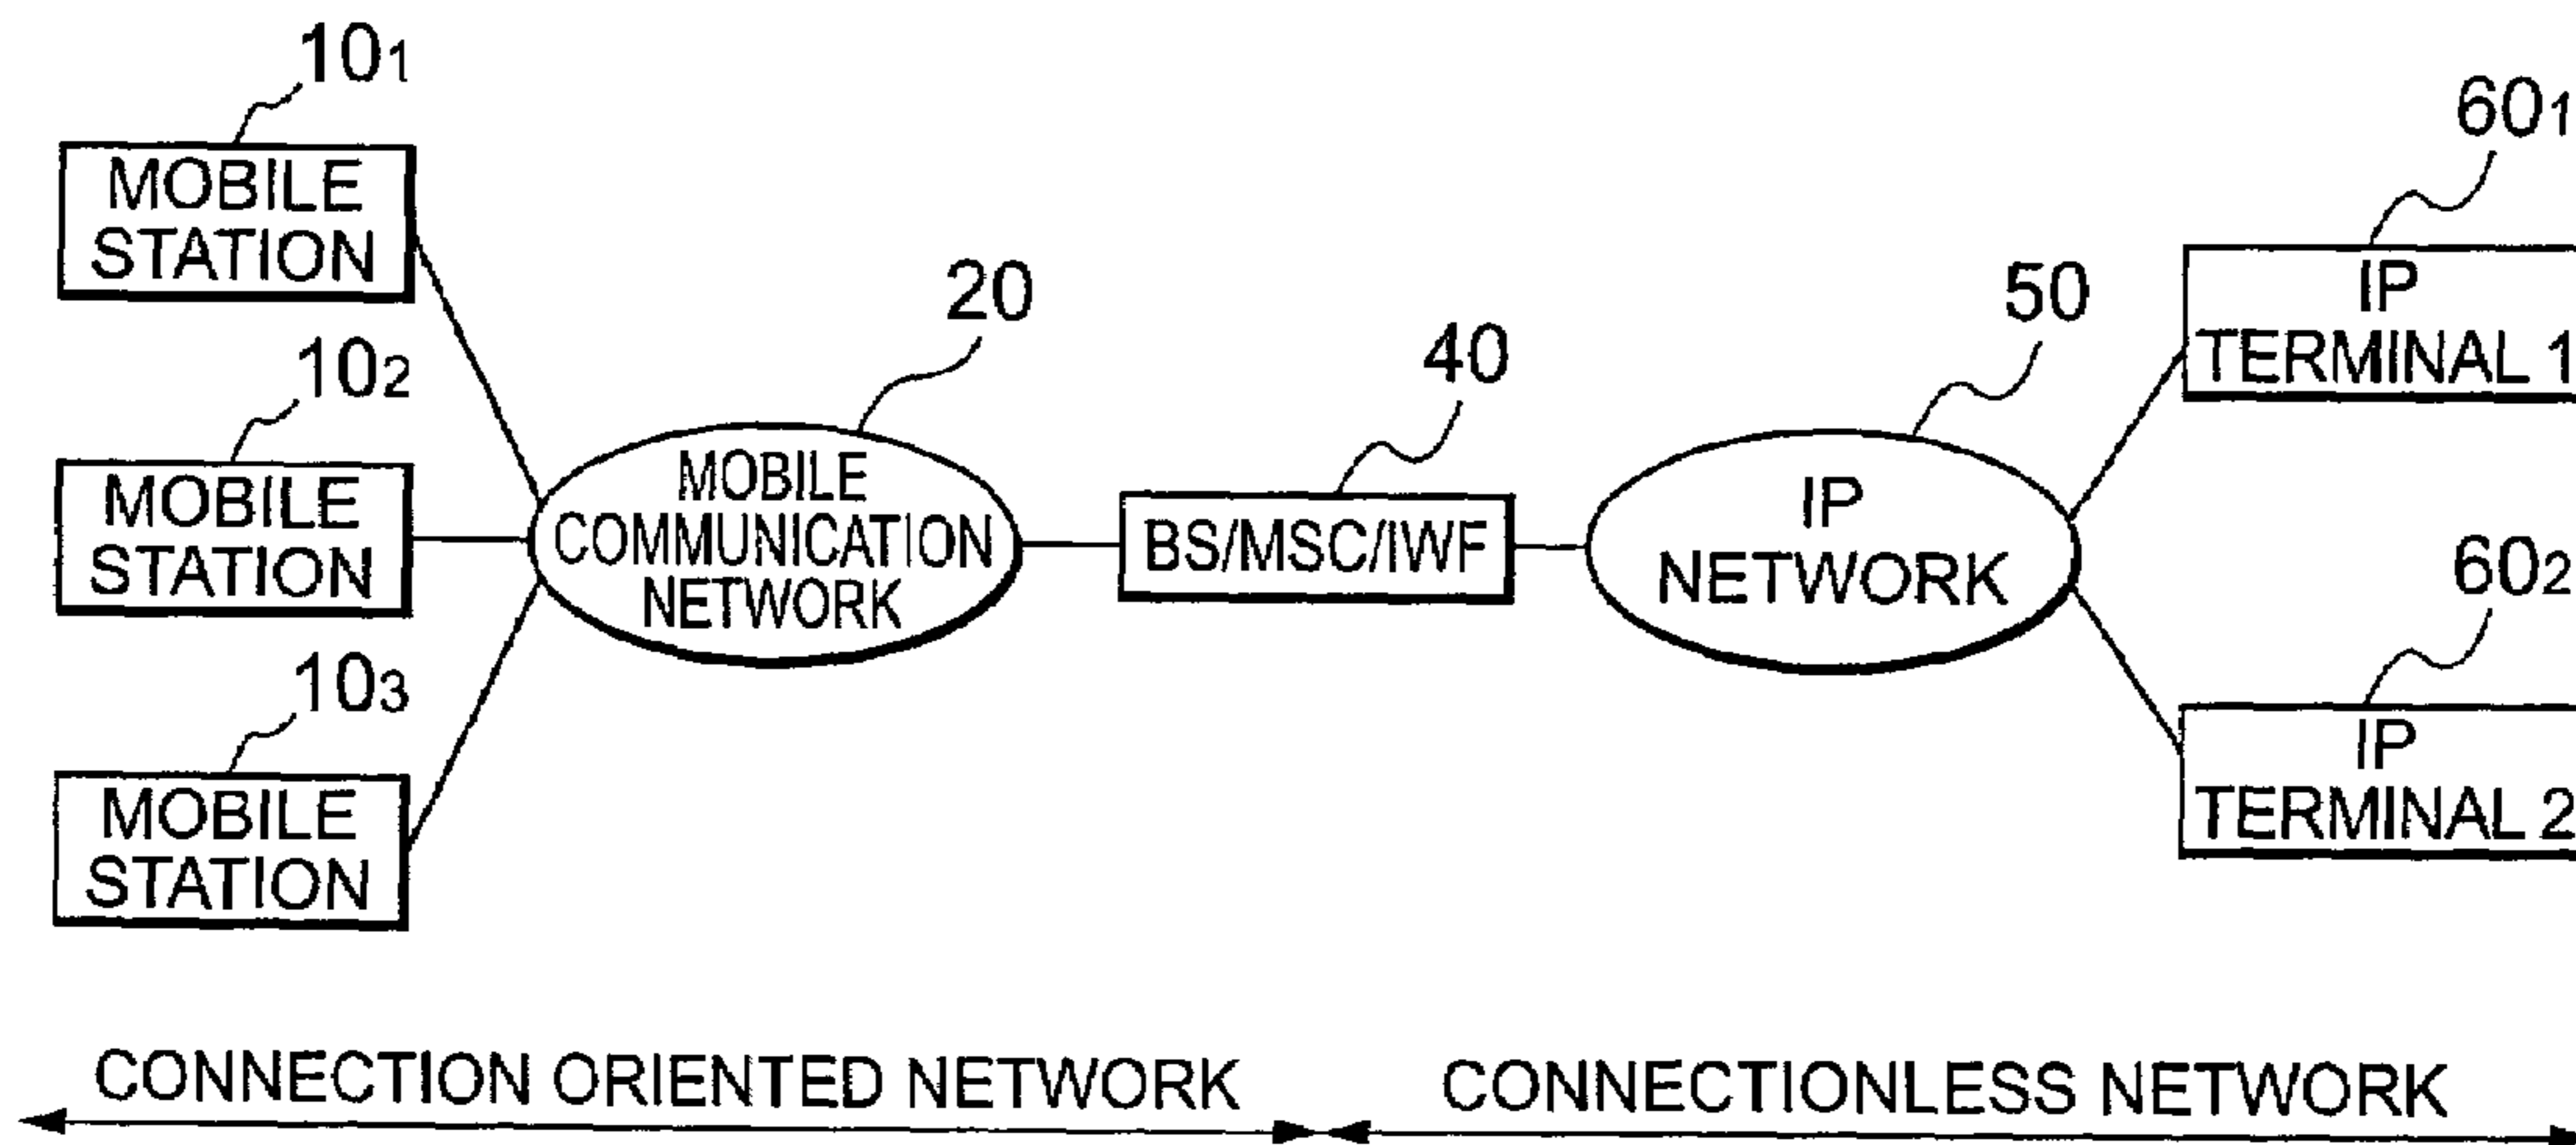 10₁
MOBILE
STATION
10₂
MOBILE
STATION
10₃
MOBILE
STATION
20
MOBILE
COMMUNICATION
NETWORK
40
BS/MSC/IWF
50
IP
NETWORK
60₁
IP
TERMINAL 1
60₂
IP
TERMINAL 2
CONNECTION ORIENTED NETWORK
CONNECTIONLESS NETWORK